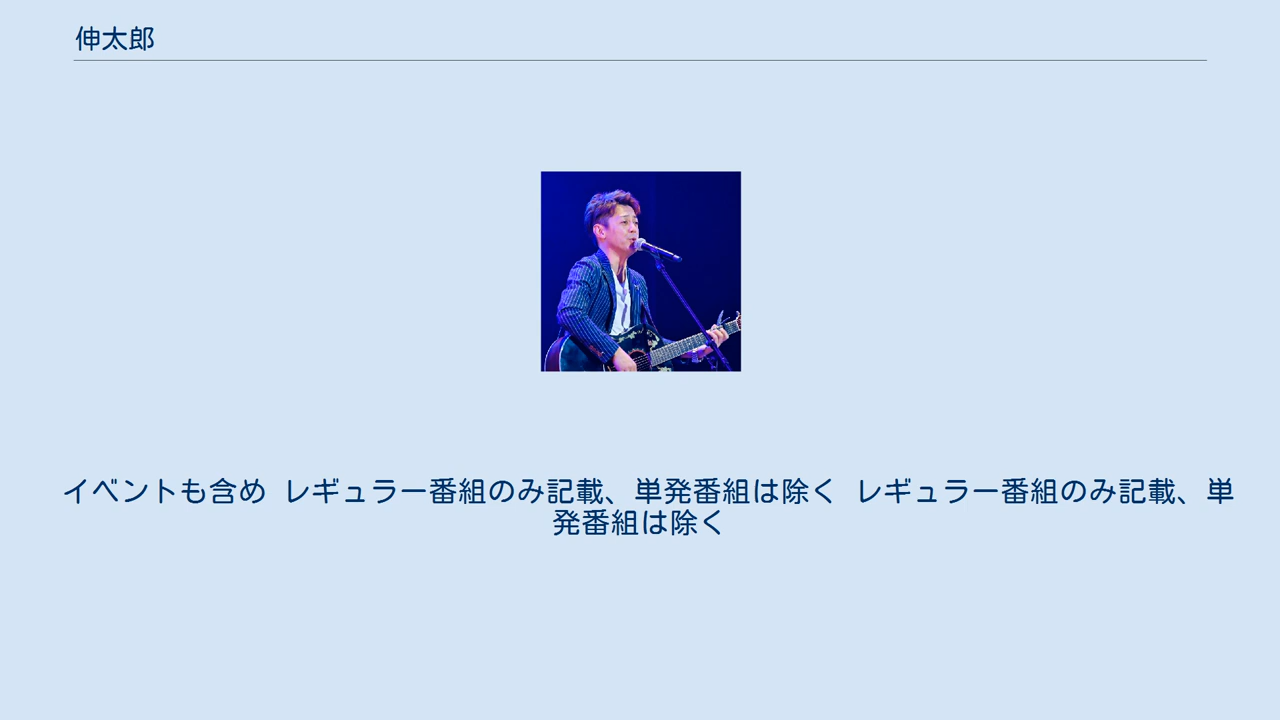 伸太郎
イベントも含め レギュラー番組のみ記載、単発番組は除く レギュラー番組のみ記載、単
発番組は除く